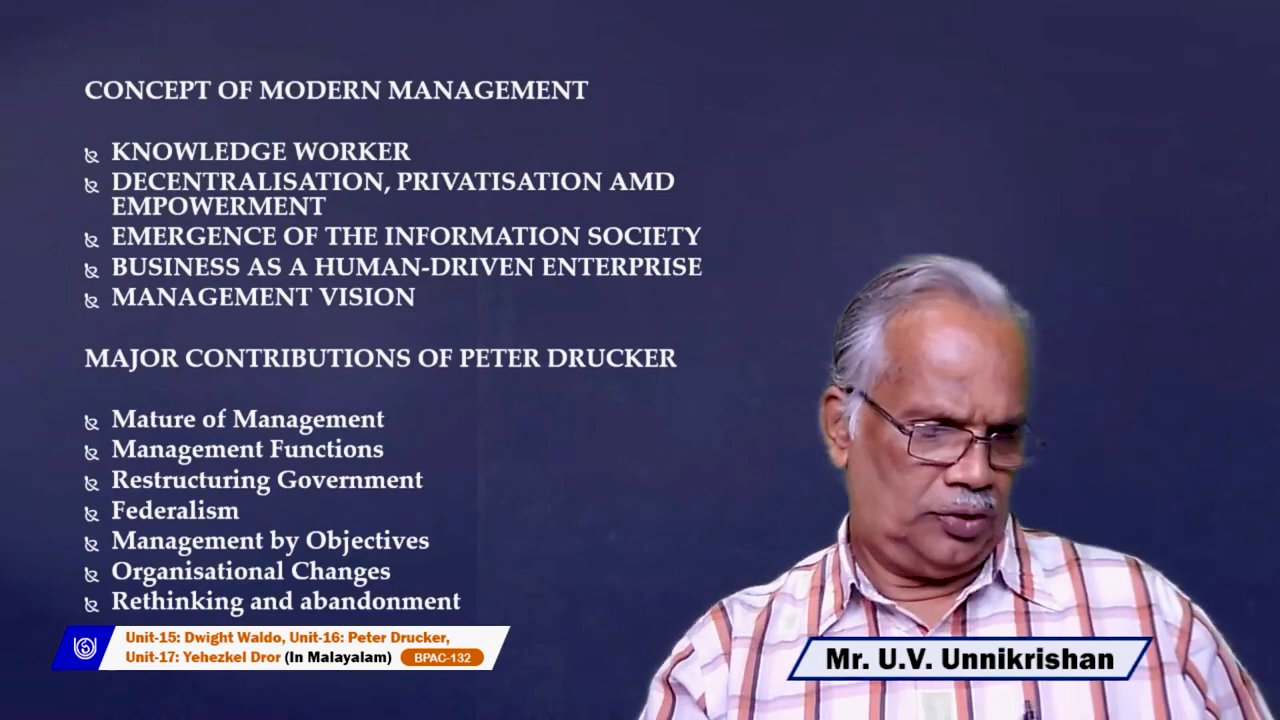 CONCEPT OF MODERN MANAGEMENT
KNOWLEDGE WORKER
DECENTRALISATION, PRIVATISATION AMD
EMPOWERMENT
EMERGENCE OF THE INFORMATION SOCIETY
BUSINESS AS A HUMAN-DRIVEN ENTERPRISE
MANAGEMENT VISION
MAJOR CONTRIBUTIONS OF PETER DRUCKER
Mature of Management
Management Functions
Restructuring Government
Federalism
Management by Objectives
Organisational Changes
Rethinking and abandonment
Unit-15: Dwight Waldo, Unit-16: Peter Drucker,
Unit-17: Yehezkel Dror (In Malayalam) BPAC-132
Mr. U.V. Unnikrishan